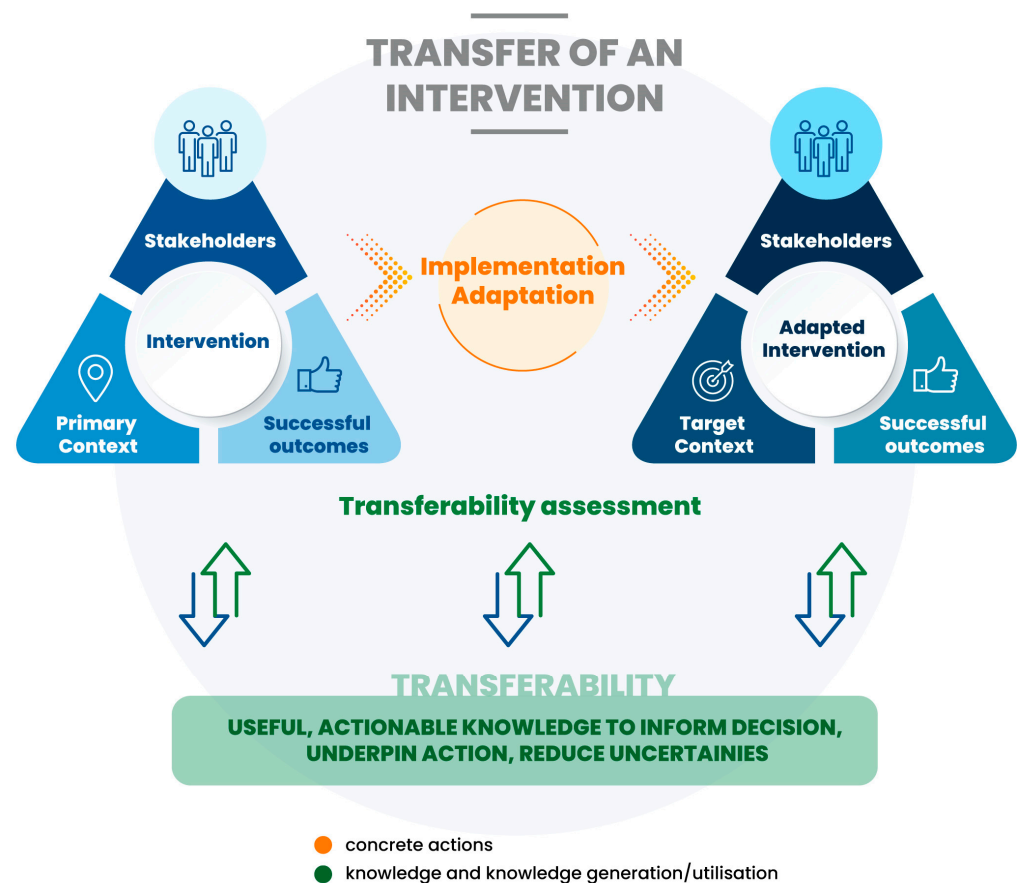 TRANSFER OF AN
INTERVENTION
Stakeholders
Intervention
Primary
Context
Successful
outcomes
Implementation
Adaptation
Stakeholders
Adapted
Intervention
Target
Context
Successful
outcomes
Transferability assessment
TRANSFERABILITY
USEFUL, ACTIONABLE KNOWLEDGE TO INFORM DECISION,
UNDERPIN ACTION, REDUCE UNCERTAINIES
concrete actions
knowledge and knowledge generation/utilisation